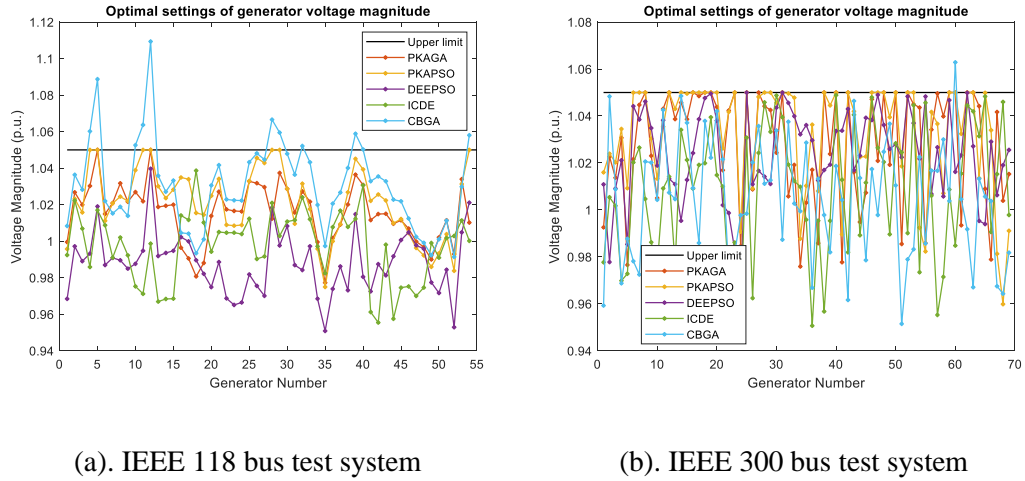 Optimal settings of generator voltage magnitude
Voltage Magnitude (p.u.)
1.12
1.1
1.08
1.06
1.04
1.02
1
0.98
0.96
0.94
Upper limit
PKAGA
PKAPSO
DEEPSO
ICDE
CBGA
0 5 10 15 20 25 30 35 40 45 50 55
Generator Number
(a). IEEE 118 bus test system
Optimal settings of generator voltage magnitude
Voltage Magnitude (p.u.)
1.08
1.06
1.04
1.02
1
0.98
0.96
0.94
Upper limit
PKAGA
PKAPSO
DEEPSO
ICDE
CBGA
0 10 20 30 40 50 60 70
Generator Number
(b). IEEE 300 bus test system